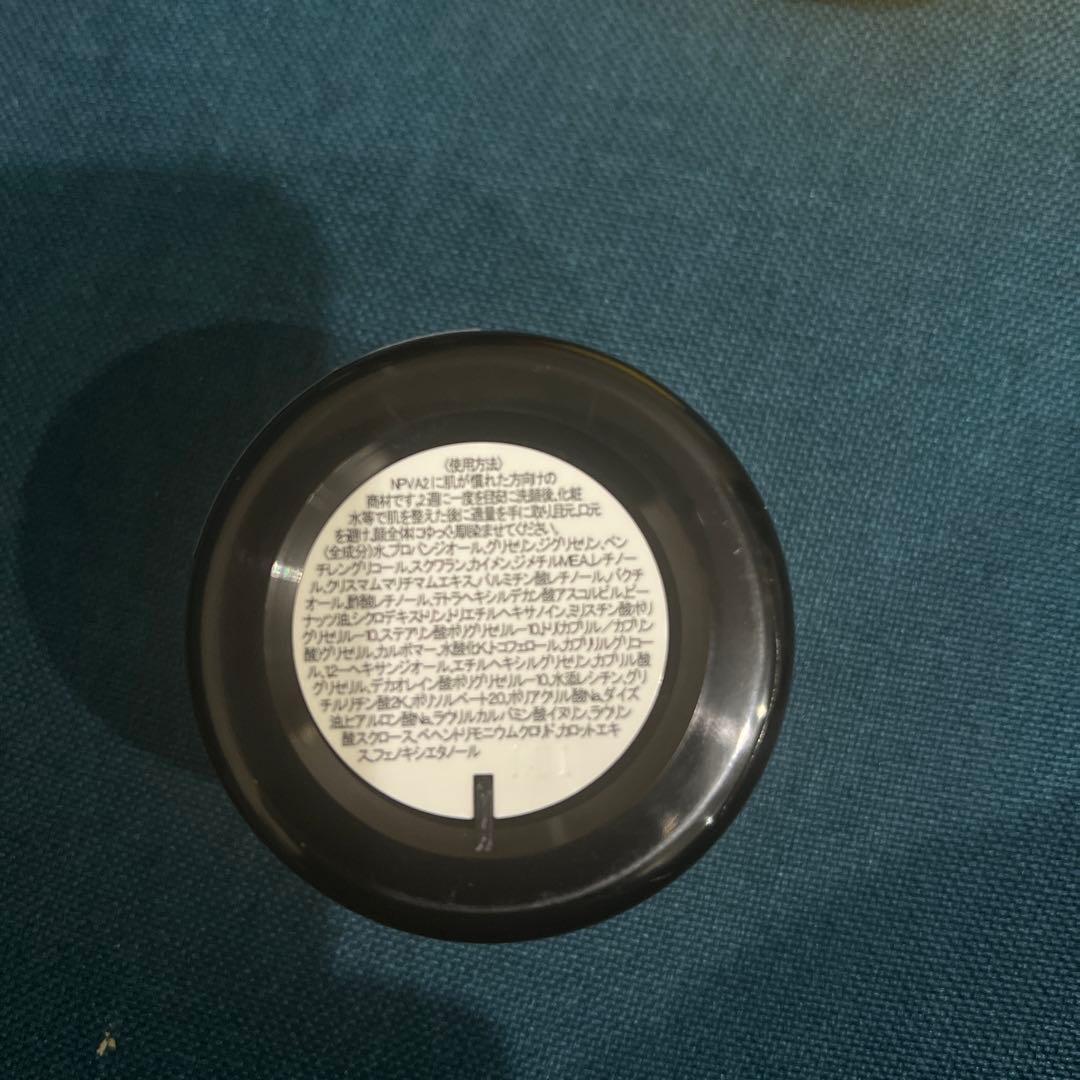 〈使用方法〉
NPVA2に肌が慣れた方向けの
商材です。2週に一度を目安に洗顔後、化粧
水等で肌を整えた後に適量を手に取り、目元、口元
を避け、顔全体にゆっくり馴染ませてください。
〈全成分〉水、プロパンジオール、グリセリン、ジグリセリン、ペン
チレングリコール、スクワラン、カイメン、ジメチルMEA、レチノー
ル、クリスマムマリチマムエキス、パルミチン酸レチノール、バクチ
オール、酢酸レチノール、テトラヘキシルデカン酸アスコルビル、ピー
ナッツ油、シクロデキストリン、トリエチルヘキサノイン、ミリスチン酸ポリ
グリセリル－10、ステアリン酸ポリグリセリル－10、トリ（カプリル／カプリン
酸）グリセリル、カルボマー、水酸化K、トコフェロール、カプリルグリコー
ル、1.2－ヘキサンジオール、エチルヘキシルグリセリン、カプリル酸
グリセリル、デカオレイン酸ポリグリセリル－10、水添レシチン、グリ
チルリチン酸2K、ポリソルベート20、ポリアクリル酸Na、ダイズ
油、ヒアルロン酸Na、ラウリルカルバミン酸イヌリン、ラウリン
酸スクロース、ベヘントリモニウムクロリド、カロットエキ
ス、フェノキシエタノール